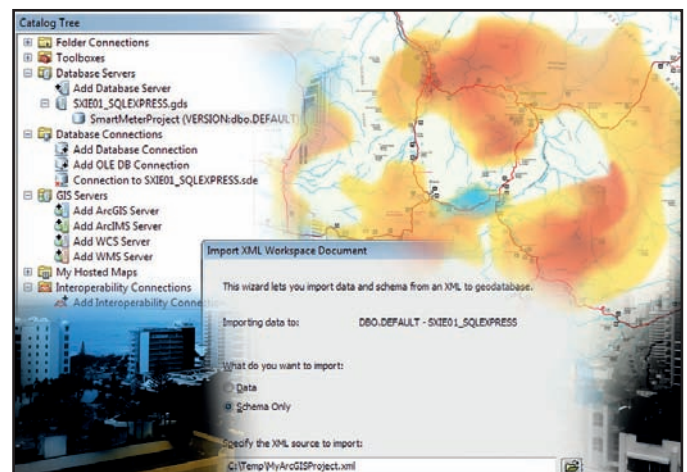 Catalog Tree
Folder Connections
Toolboxes
Database Servers
Add Database Server
SXIE01_SQLEXPRESS.gds
SmartMeterProject (VERSION:dbo.DEFAULT
Database Connections
Add Database Connection
Add OLE DB Connection
Connection to SXIE01_SQLEXPRESS.sde
GIS Servers
Add ArcGIS Server
Add ArcIMS Server
Add WCS Server
Add WMS Server
My Hosted Maps
Interoperability Connections
Add Interoperability Connec
Import XML Workspace Document
This wizard lets you import data and schema from an XML to geodatabase.
Importing data to: DBO.DEFAULT - SXIE01_SQLEXPRESS
What do you want to import:
Data
Schema Only
Specify the XML source to import:
C:\Temp\MyArcGISProject.xml